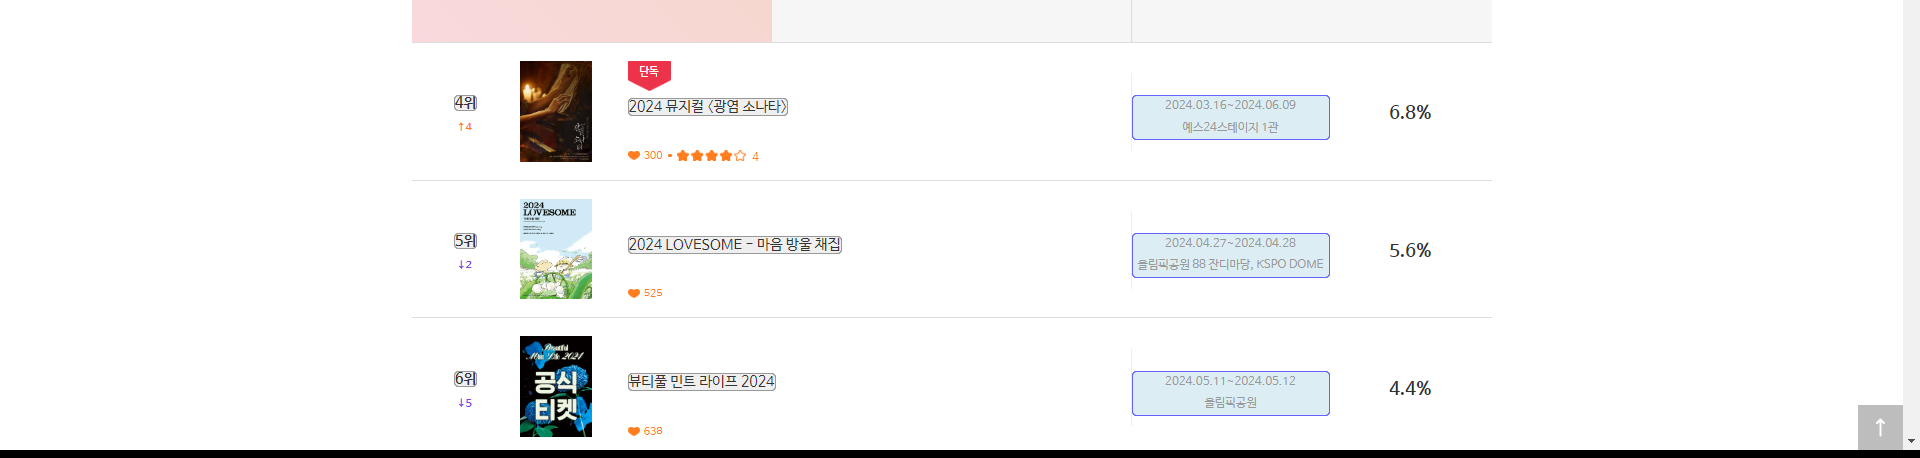 단독
4위
↑4
2024 뮤지컬 〈광염 소나타〉
300 4
2024.03.16~2024.06.09
예스24스테이지 1관
6.8%
2024
LOVESOME
5위
↓2
2024 LOVESOME - 마음 방울 채집
525
2024.04.27~2024.04.28
올림픽공원 88 잔디마당, KSPO DOME
5.6%
Beautiful
Mint Life 2024
공식
티켓
6위
↓5
뷰티풀 민트 라이프 2024
638
2024.05.11~2024.05.12
올림픽공원
4.4%
↑